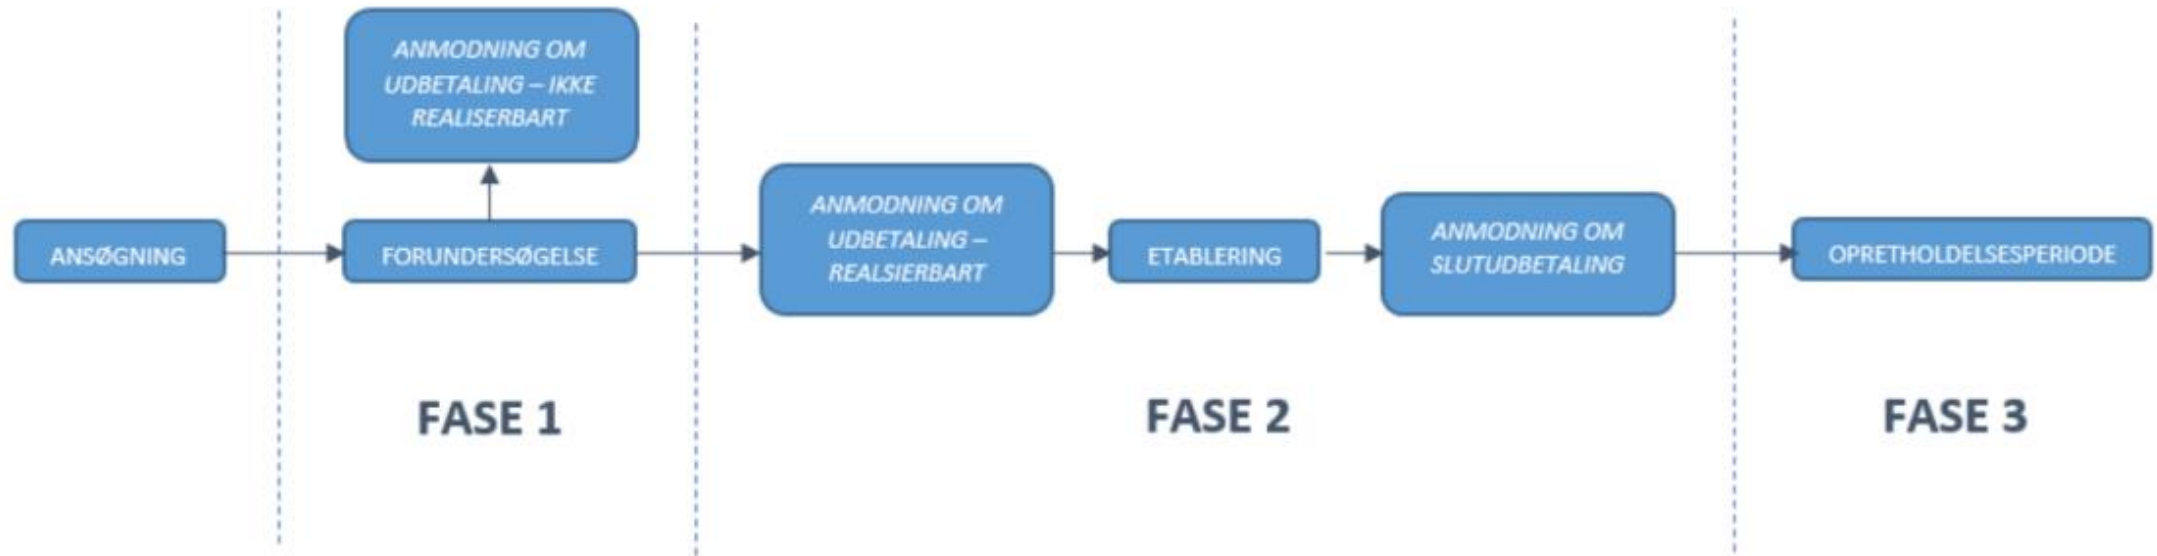 ANMODNING OM
UDBETALING – IKKE
REALISERBART
ANSØGNING
FORUNDERSØGELSE
ANMODNING OM
UDBETALING –
REALSIERBART
ETABLERING
ANMODNING OM
SLUTUDBETALING
OPRETHOLDELSESPERIODE
FASE 1
FASE 2
FASE 3